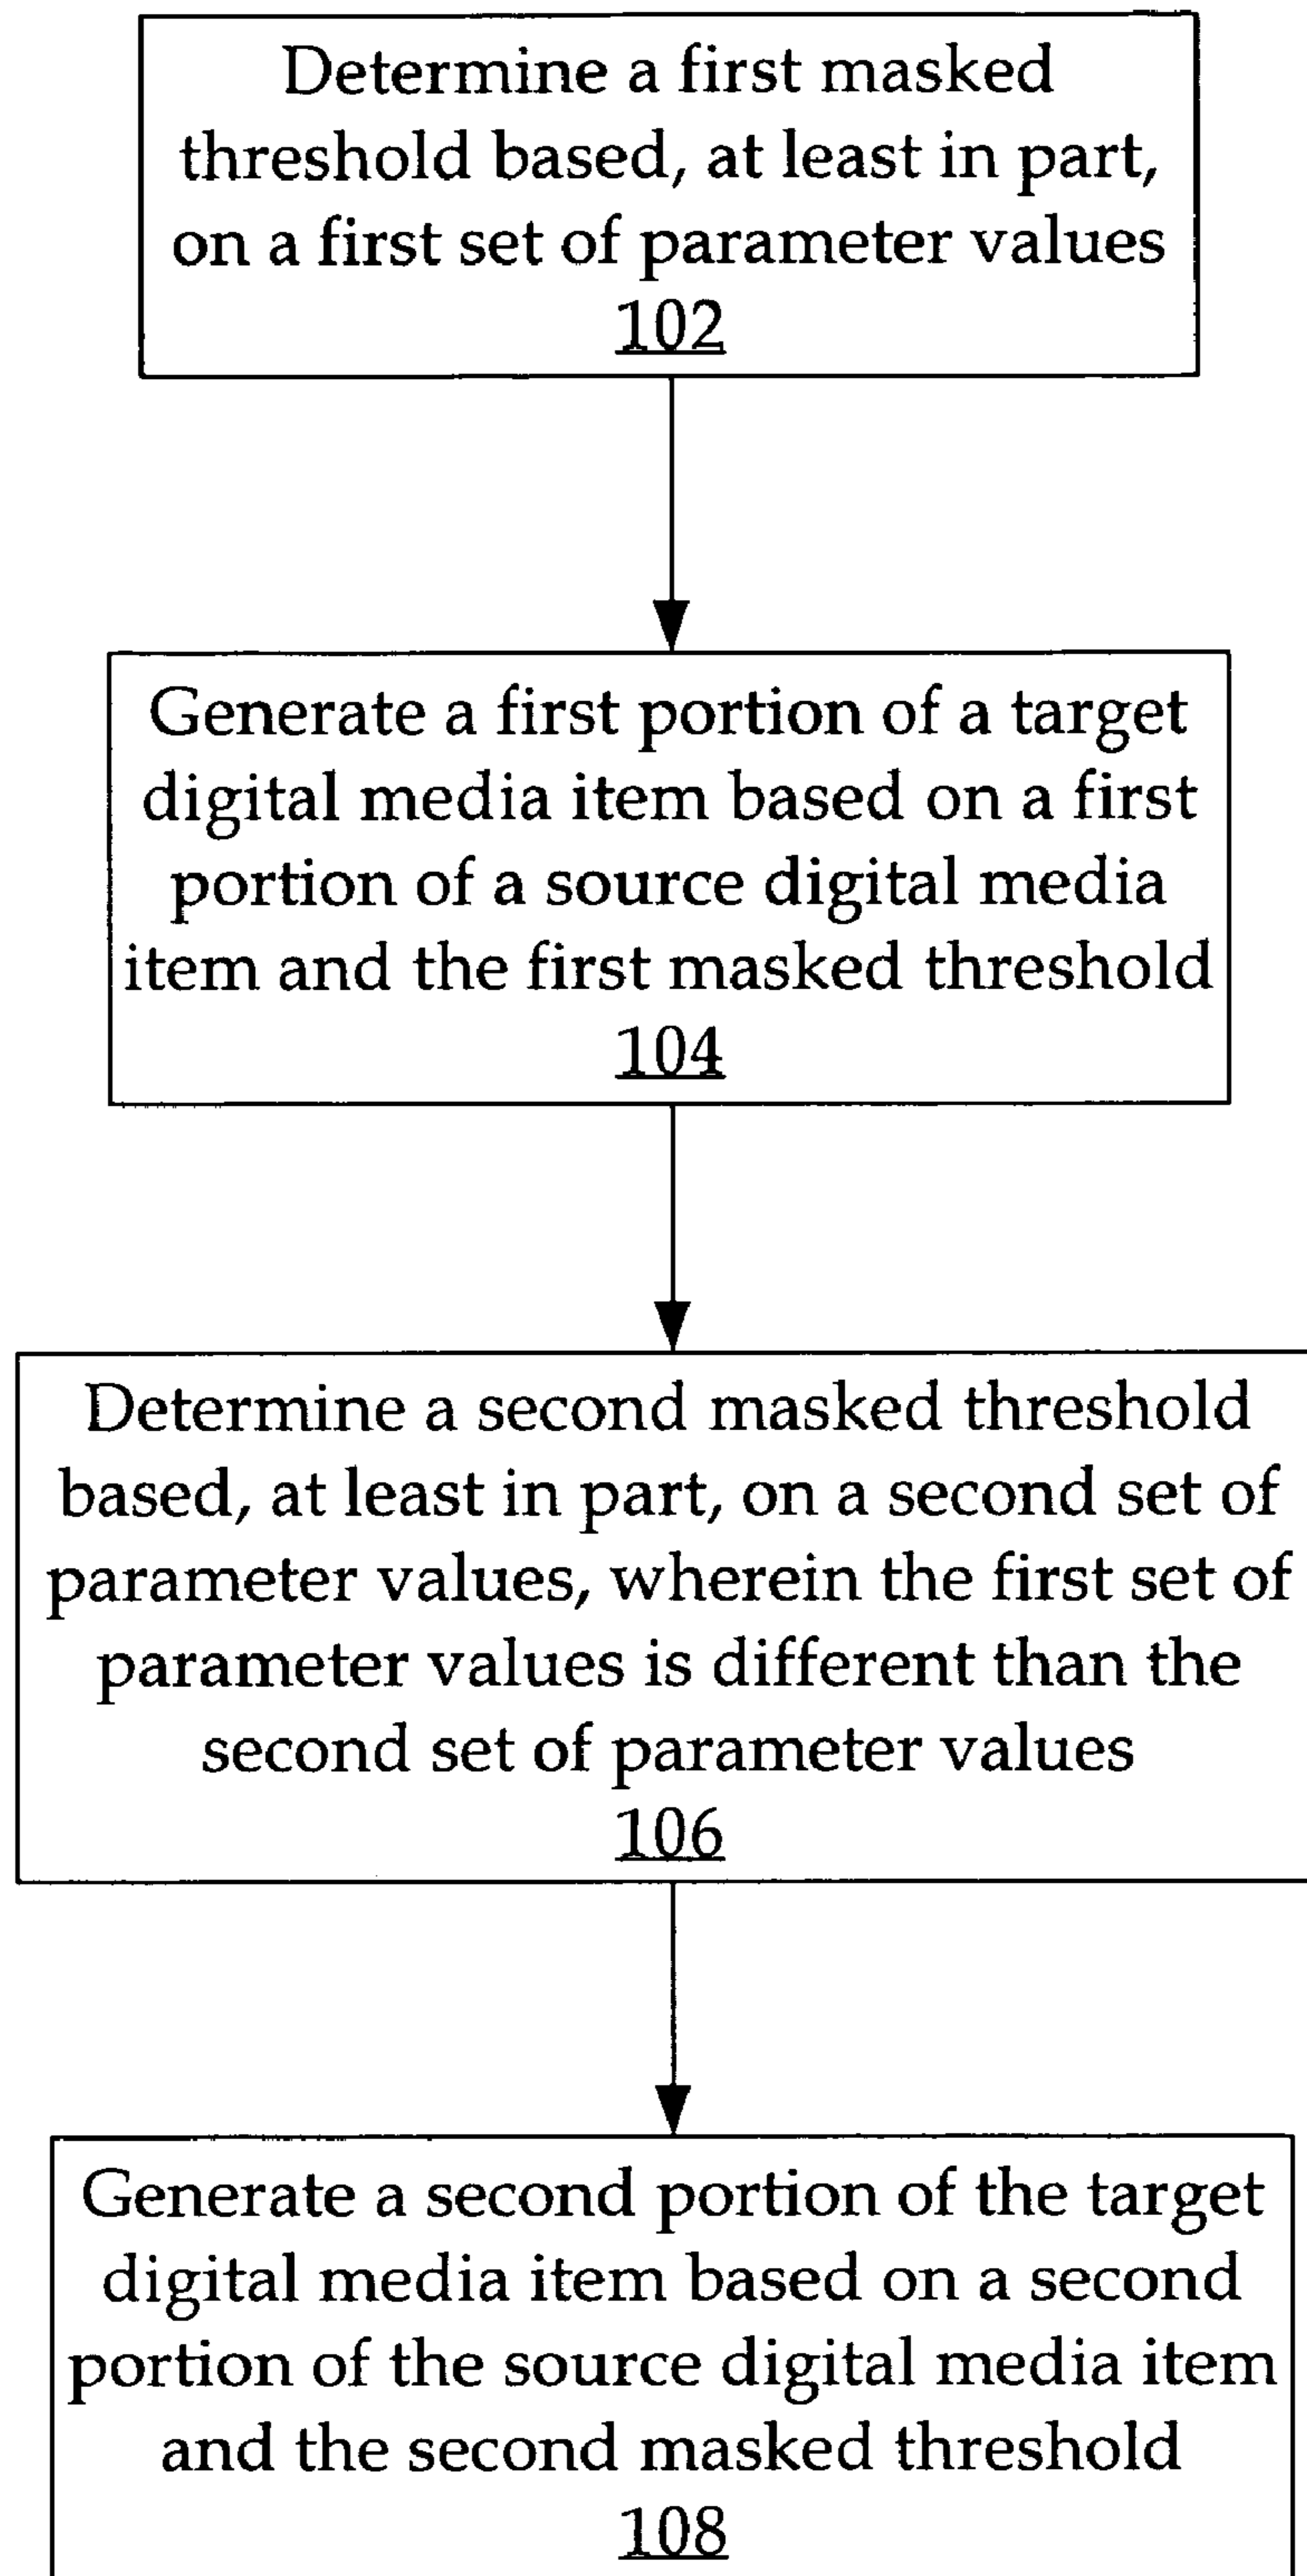 Determine a first masked
threshold based, at least in part,
on a first set of parameter values
102
Generate a first portion of a target
digital media item based on a first
portion of a source digital media
item and the first masked threshold
104
Determine a second masked threshold
based, at least in part, on a second set of
parameter values, wherein the first set of
parameter values is different than the
second set of parameter values
106
Generate a second portion of the target
digital media item based on a second
portion of the source digital media item
and the second masked threshold
108